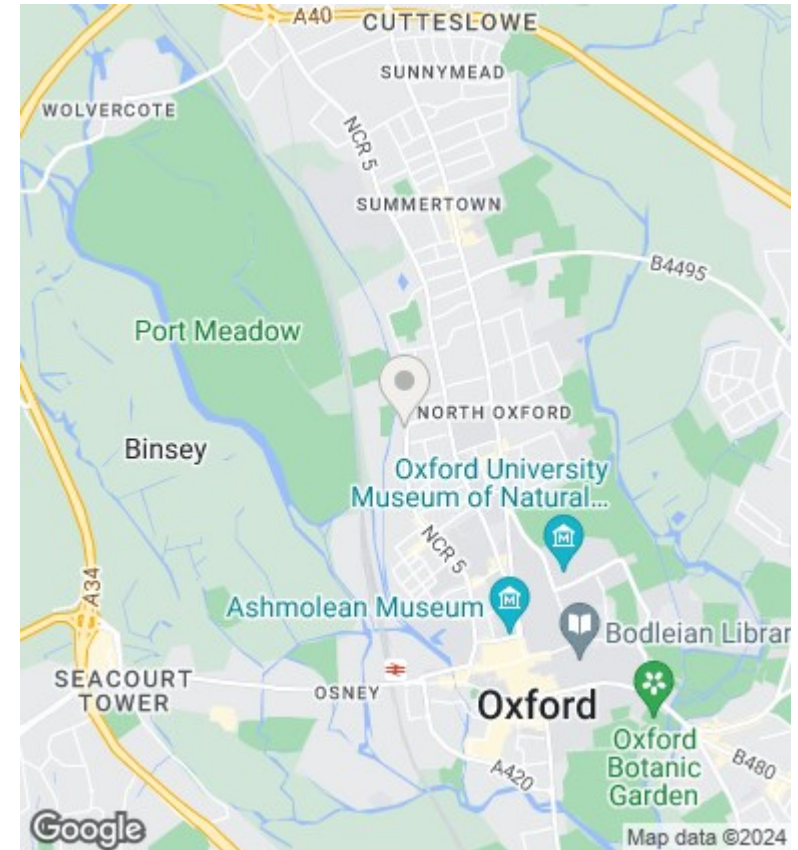 A40
CUTTESLOWE
SUNNYMEAD
WOLVERCOTE
NCR 5
SUMMERTOWN
B4495
Port Meadow
NORTH OXFORD
Binsey
Oxford University
Museum of Natural...
NCR 5
A34
Ashmolean Museum
Bodleian Librar
SEACOURT
TOWER
OSNEY
Oxford
Oxford
Botanic
Garden
A420
B480
Google
Map data ©2024